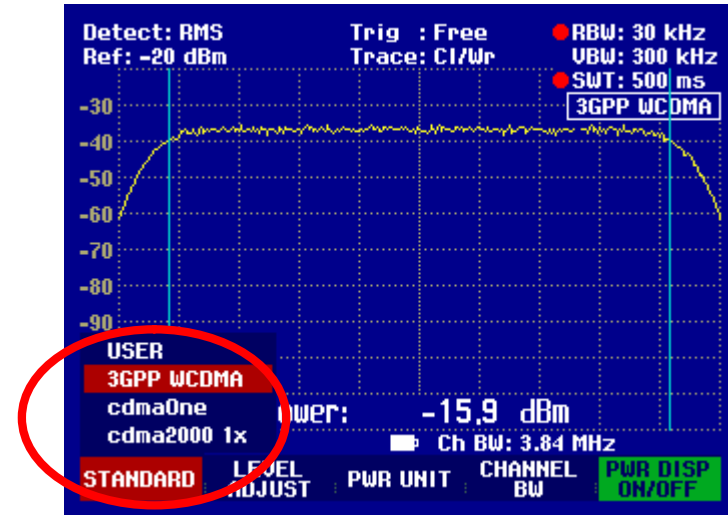 Detect: RMS Trig : Free RBW: 30 kHz
Ref: -20 dBm Trace: Cl/Wr VBW: 300 kHz
SWT: 500 ms
3GPP WCDMA
-30
-40
-50
-60
-70
-80
-90
USER
3GPP WCDMA
cdmaOne
cdma2000 1x
ower: -15,9 dBm
Ch BW: 3.84 MHz
STANDARD LEVEL ADJUST PWR UNIT CHANNEL BW PWR DISP ON/OFF